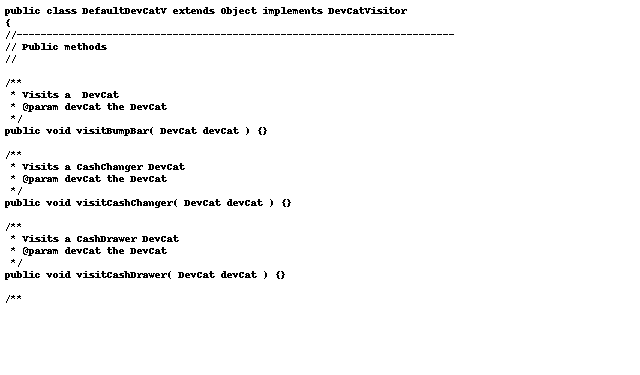 public class DefaultDevCatV extends Object implements DevCatVisitor
{
//-------------------------------------------------------------------------
// Public methods
//
/**
 * Visits a  DevCat
 * @param devCat the DevCat
 */
public void visitBumpBar( DevCat devCat ) {}
/**
 * Visits a CashChanger DevCat
 * @param devCat the DevCat
 */
public void visitCashChanger( DevCat devCat ) {}
/**
 * Visits a CashDrawer DevCat
 * @param devCat the DevCat
 */
public void visitCashDrawer( DevCat devCat ) {}
/**